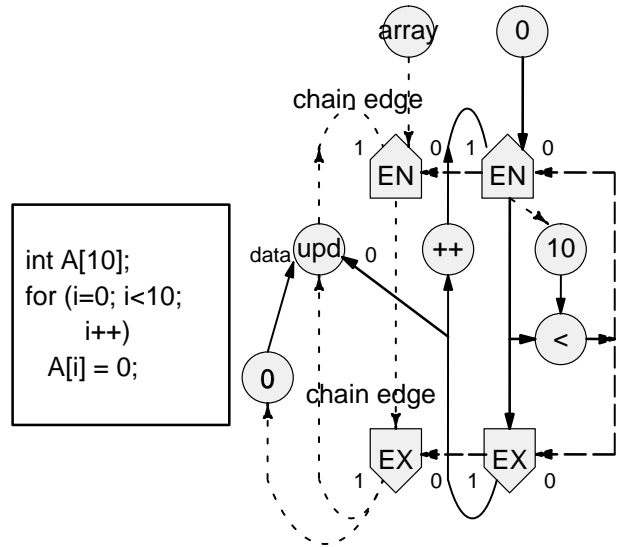 array
0
chain edge
1
0
1
0
EN
EN
int A[10];
for (i=0; i<10;
i++)
A[i] = 0;
data
upd
0
++
10
<
0
chain edge
EX
EX
1
0
1
0